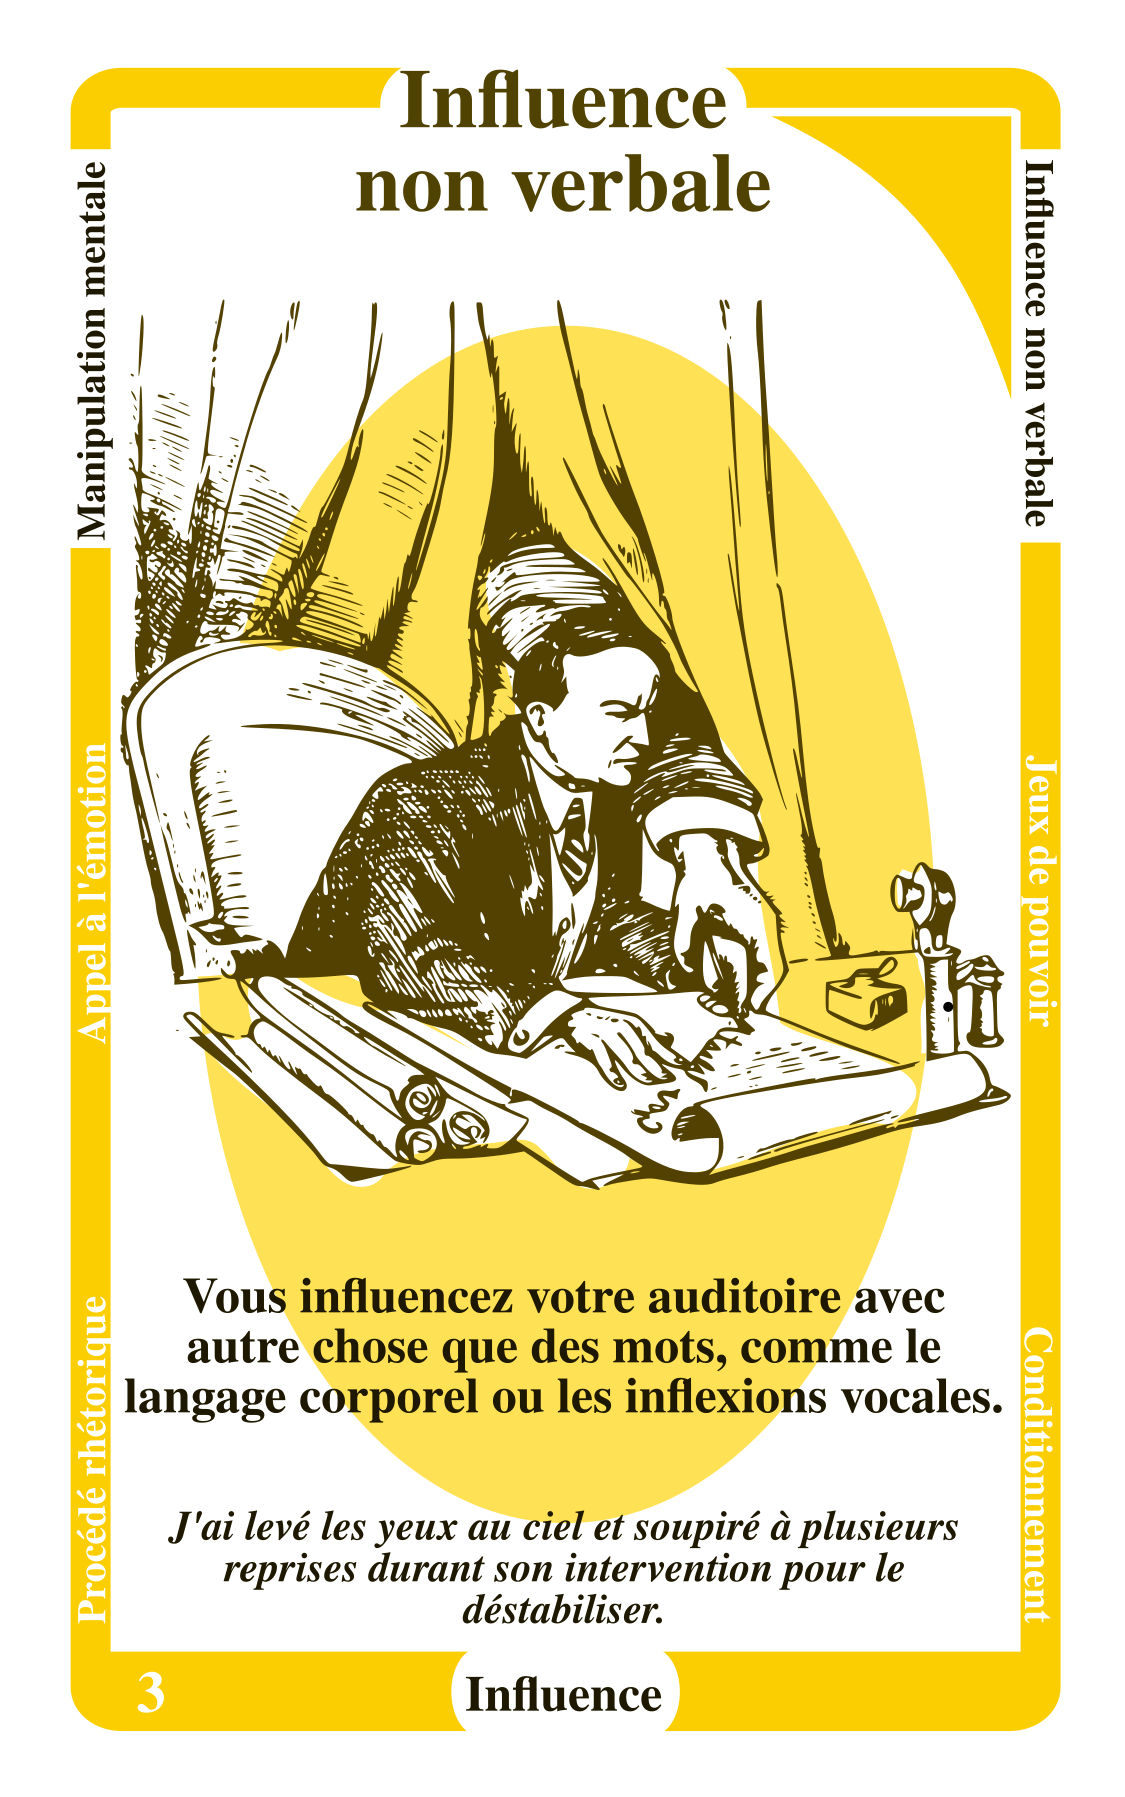 Influence
non verbale
Manipulation mentale
Appel à l'émotion
Procédé rhétorique
Influence non verbale
Jeux de pouvoir
Conditionnement
Vous influencez votre auditoire avec
autre chose que des mots, comme le
langage corporel ou les inflexions vocales.
J'ai levé les yeux au ciel et soupiré à plusieurs
reprises durant son intervention pour le
déstabiliser.
3
Influence